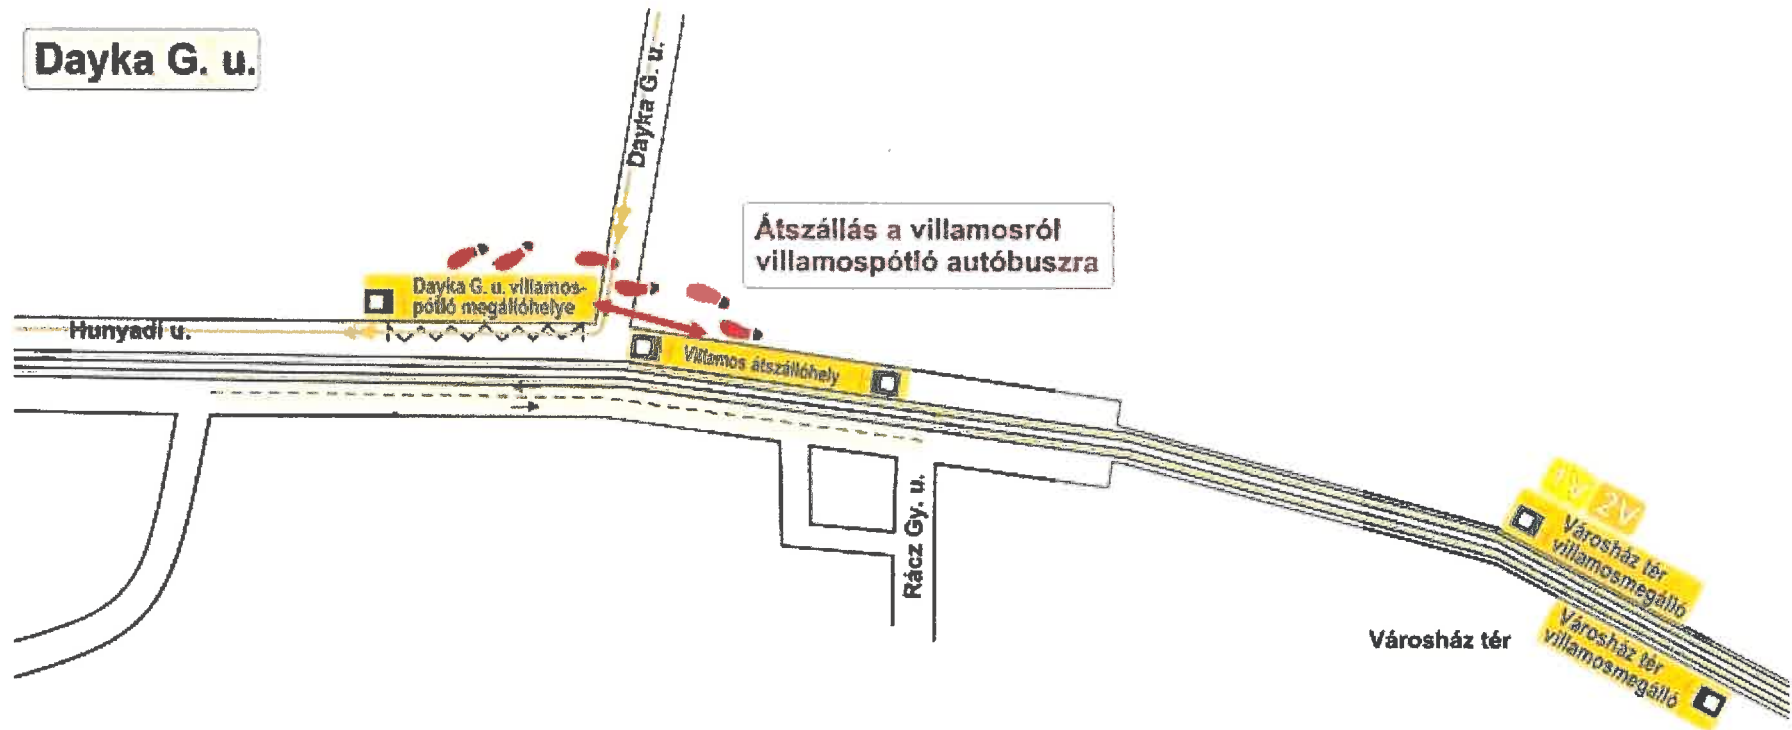 Dayka G. u.
Dayka G. u.
Átszállás a villamosról
villamospótló autóbuszra
Dayka G. u. villamos-
pótló megállóhelye
Hunyadi u.
Villamos átszállóhely
Rácz Gy. u.
1V 2V
Városház tér
villamosmegálló
Városház tér
Városház tér
villamosmegálló